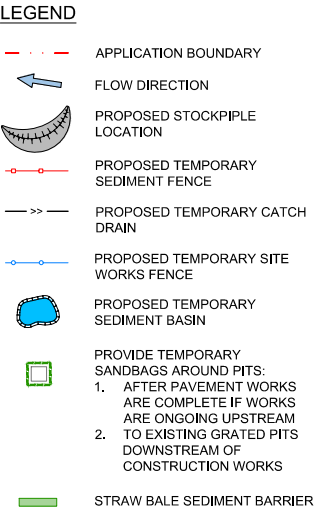 LEGEND
APPLICATION BOUNDARY
FLOW DIRECTION
PROPOSED STOCKPIPLE
LOCATION
PROPOSED TEMPORARY
SEDIMENT FENCE
>>
PROPOSED TEMPORARY CATCH
DRAIN
PROPOSED TEMPORARY SITE
WORKS FENCE
PROPOSED TEMPORARY
SEDIMENT BASIN
PROVIDE TEMPORARY
SANDBAGS AROUND PITS:
1. AFTER PAVEMENT WORKS
ARE COMPLETE IF WORKS
ARE ONGOING UPSTREAM
2. TO EXISTING GRATED PITS
DOWNSTREAM OF
CONSTRUCTION WORKS
STRAW BALE SEDIMENT BARRIER